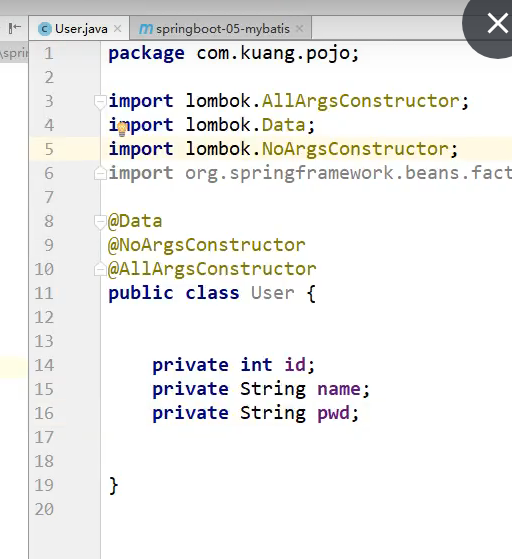 User.java
springboot-05-mybatis
\sprin
1 package com.kuang.pojo;
2
3 import lombok.AllArgsConstructor;
4 import lombok.Data;
5 import lombok.NoArgsConstructor;
6 import org.springframework.beans.fact
7
8 @Data
9 @NoArgsConstructor
10 @AllArgsConstructor
11 public class User {
12
13
14 private int id;
15 private String name;
16 private String pwd;
17
18
19 }
20